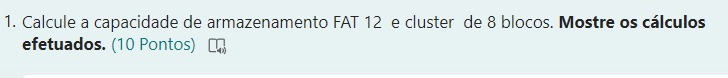 1. Calcule a capacidade de armazenamento FAT 12 e cluster de 8 blocos. Mostre os cálculos
efetuados. (10 Pontos)